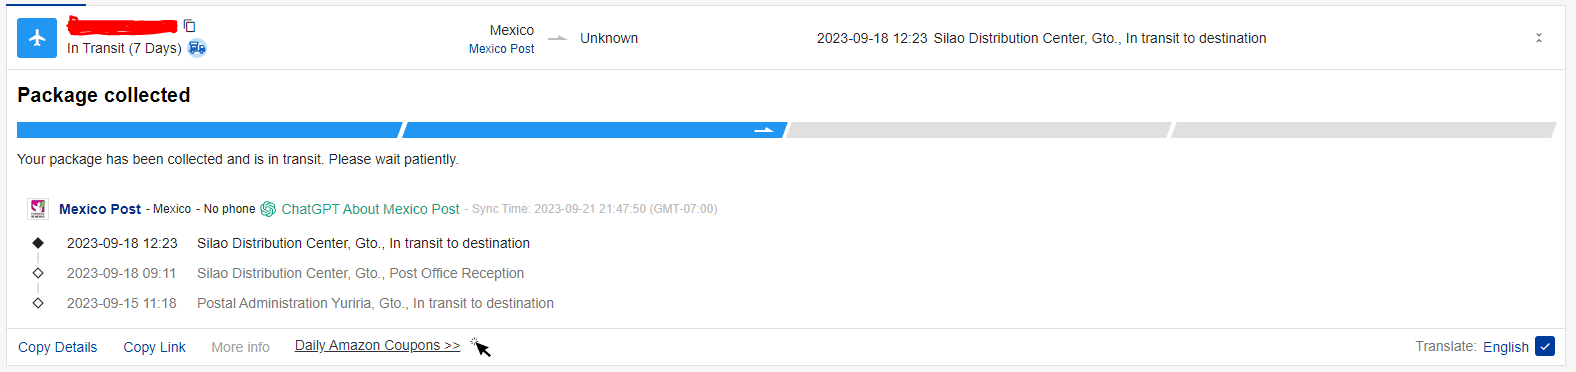 In Transit (7 Days)
Mexico
Mexico Post
Unknown
2023-09-18 12:23 Silao Distribution Center, Gto., In transit to destination
Package collected
Your package has been collected and is in transit. Please wait patiently.
Mexico Post - Mexico - No phone ChatGPT About Mexico Post - Sync Time: 2023-09-21 21:47:50 (GMT-07:00)
2023-09-18 12:23 Silao Distribution Center, Gto., In transit to destination
2023-09-18 09:11 Silao Distribution Center, Gto., Post Office Reception
2023-09-15 11:18 Postal Administration Yuriria, Gto., In transit to destination
Copy Details Copy Link More info Daily Amazon Coupons >> Translate: English